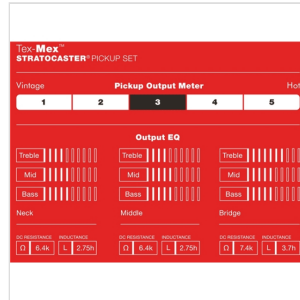 Tex-Mex™
STRATOCASTER® PICKUP SET
Vintage Pickup Output Meter Hot
1 2 3 4 5
Output EQ
Treble Treble Treble
Mid Mid Mid
Bass Bass Bass
Neck Middle Bridge
DC RESISTANCE INDUCTANCE DC RESISTANCE INDUCTANCE DC RESISTANCE INDUCTANCE
Ω 6.4k L 2.75h Ω 6.4k L 2.75h Ω 7.4k L 3.7h